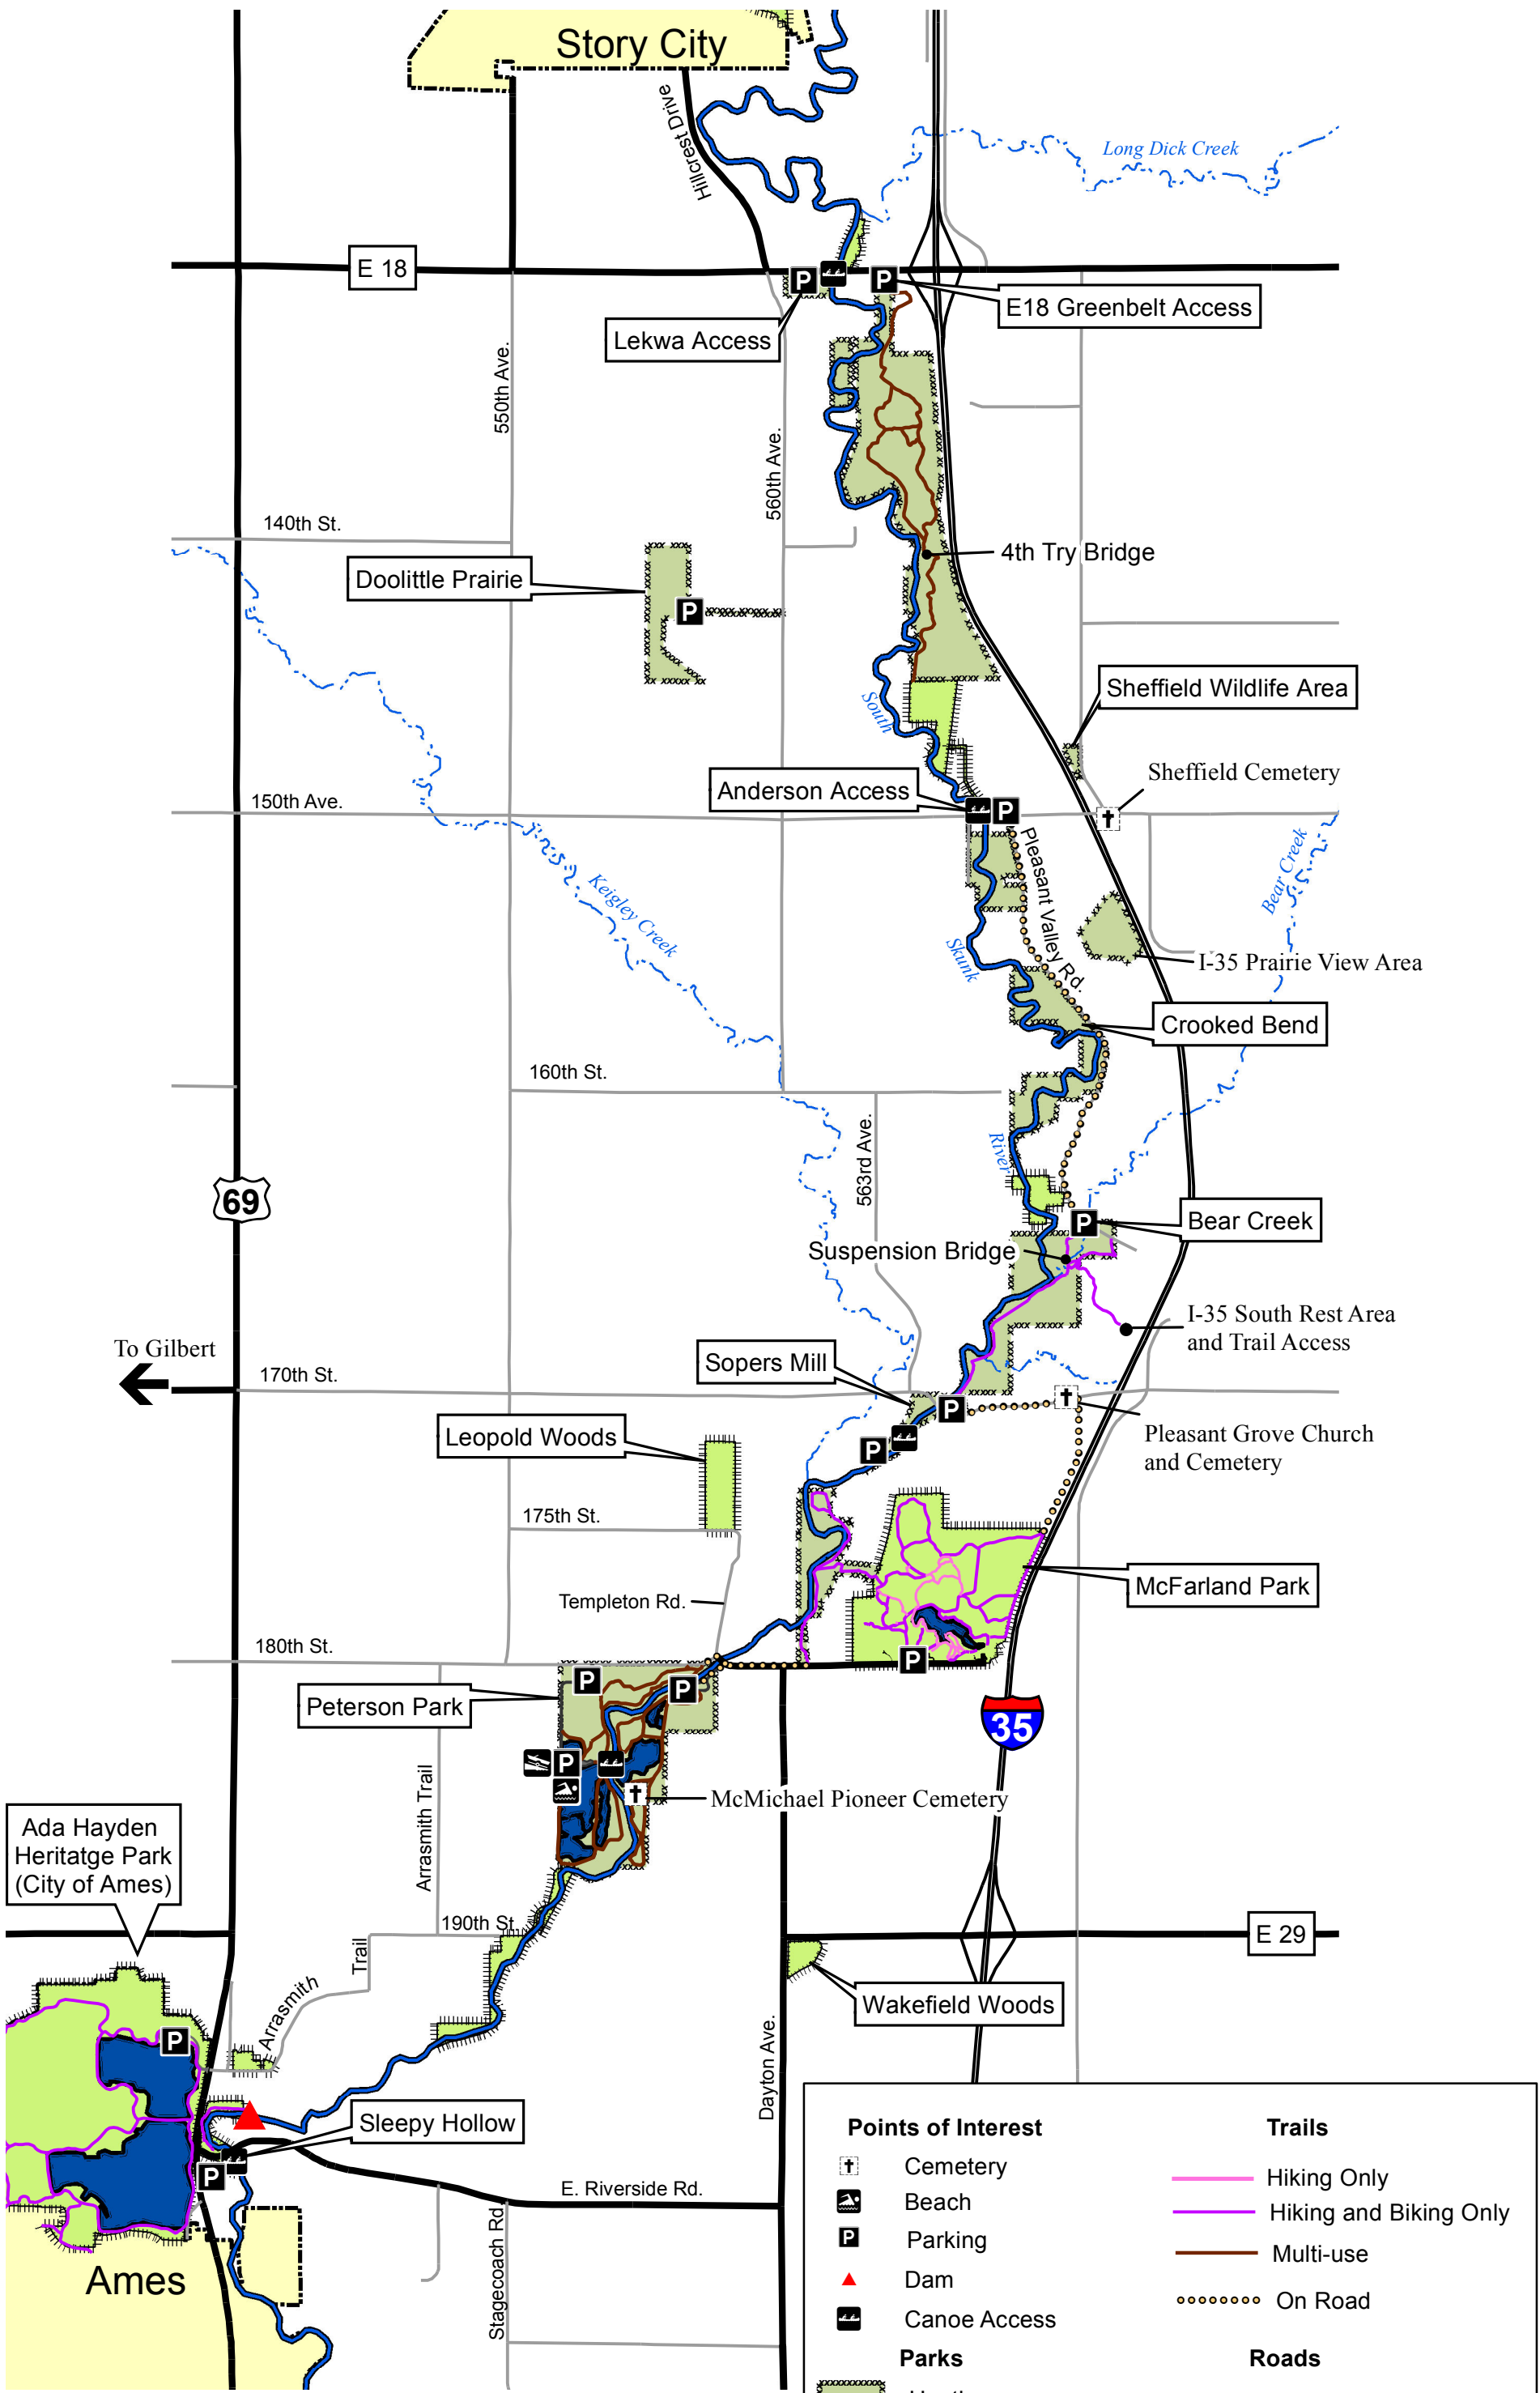 Story City
Hillcrest Drive
Long Dick Creek
E 18
E18 Greenbelt Access
Lekwa Access
550th Ave.
560th Ave.
140th St.
4th Try Bridge
Doolittle Prairie
Sheffield Wildlife Area
South
Sheffield Cemetery
Anderson Access
150th Ave.
Pleasant Valley Rd.
Bear Creek
Keigley Creek
Skunk
I-35 Prairie View Area
Crooked Bend
160th St.
563rd Ave.
River
69
Bear Creek
Suspension Bridge
I-35 South Rest Area
and Trail Access
To Gilbert
Sopers Mill
170th St.
Leopold Woods
Pleasant Grove Church
and Cemetery
175th St.
McFarland Park
Templeton Rd.
180th St.
Peterson Park
35
McMichael Pioneer Cemetery
Arrasmith Trail
Ada Hayden
Heritatge Park
(City of Ames)
190th St.
E 29
Trail
Arrasmith
Wakefield Woods
Dayton Ave.
Sleepy Hollow
E. Riverside Rd.
Stagecoach Rd
Ames
P
P
P
P
P
P
P
P
P
P
P
P
P
Points of Interest
Cemetery
Beach
P Parking
Dam
Canoe Access
Parks
Trails
Hiking Only
Hiking and Biking Only
Multi-use
On Road
Roads